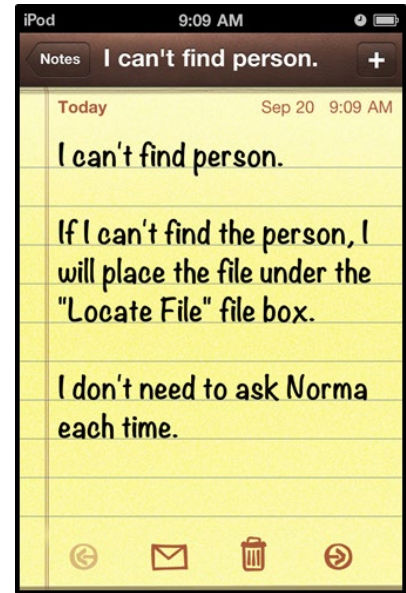 iPod 9:09 AM
Notes I can't find person. +
Today Sep 20 9:09 AM
I can't find person.
If I can't find the person, I
will place the file under the
"Locate File" file box.
I don't need to ask Norma
each time.